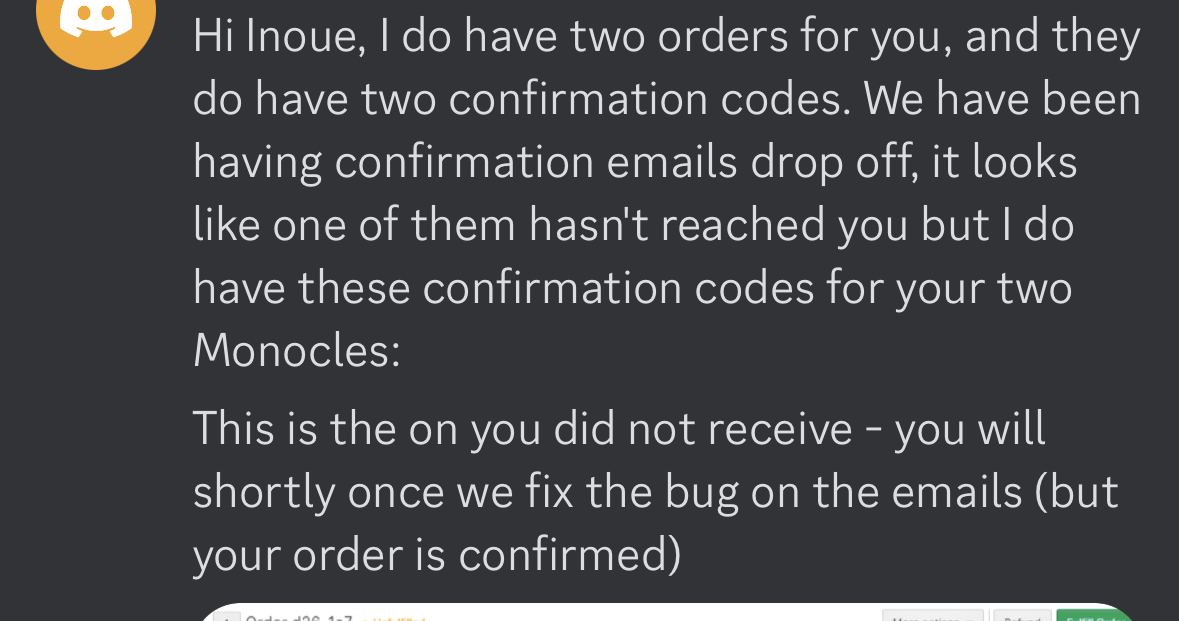 Hi Inoue, I do have two orders for you, and they
do have two confirmation codes. We have been
having confirmation emails drop off, it looks
like one of them hasn't reached you but I do
have these confirmation codes for your two
Monocles:
This is the on you did not receive - you will
shortly once we fix the bug on the emails (but
your order is confirmed)